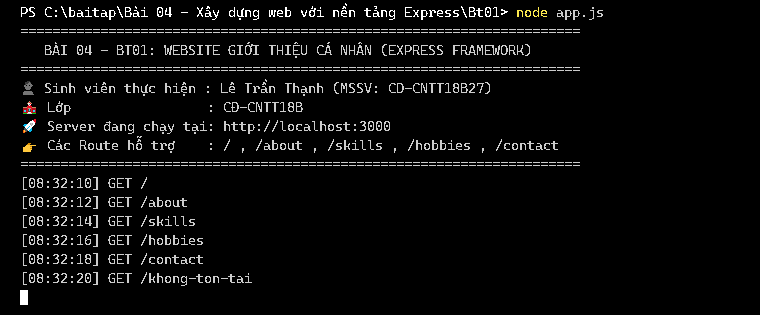 PS C:\baitap\Bài 04 - Xây dựng web với nền tảng Express\Bt01> node app.js
======================================================================
BÀI 04 - BT01: WEBSITE GIỚI THIỆU CÁ NHÂN (EXPRESS FRAMEWORK)
======================================================================
Sinh viên thực hiện : Lê Trần Thạnh (MSSV: CD-CNTT18B27)
Lớp : CĐ-CNTT18B
Server đang chạy tại: http://localhost:3000
Các Route hỗ trợ : / , /about , /skills , /hobbies , /contact
======================================================================
[08:32:10] GET /
[08:32:12] GET /about
[08:32:14] GET /skills
[08:32:16] GET /hobbies
[08:32:18] GET /contact
[08:32:20] GET /khong-ton-tai